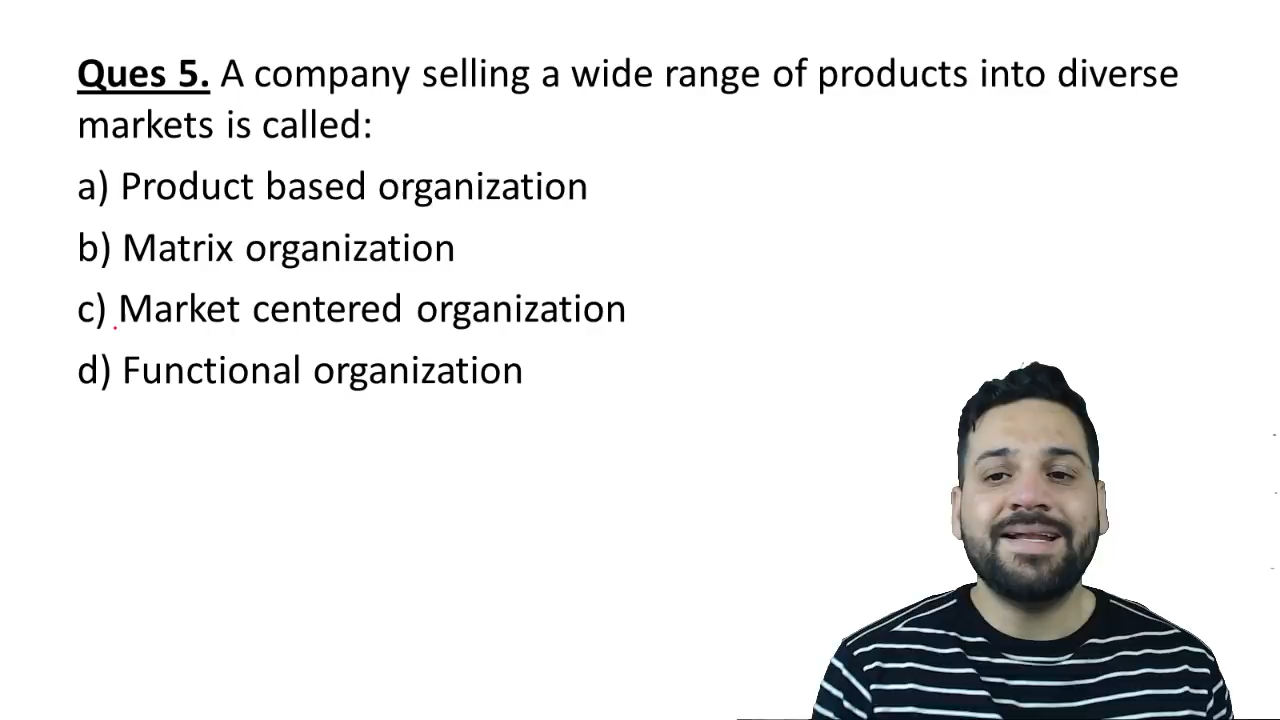 Ques 5. A company selling a wide range of products into diverse
markets is called:
a) Product based organization
b) Matrix organization
c) Market centered organization
d) Functional organization